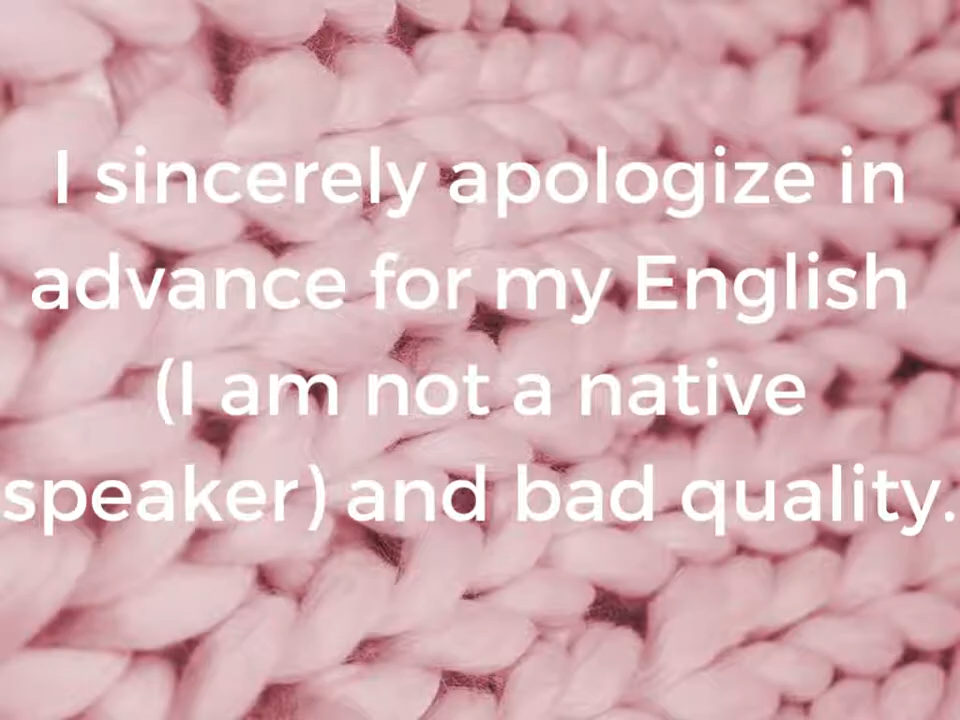 I sincerely apologize in
advance for my English
(I am not a native
speaker) and bad quality.